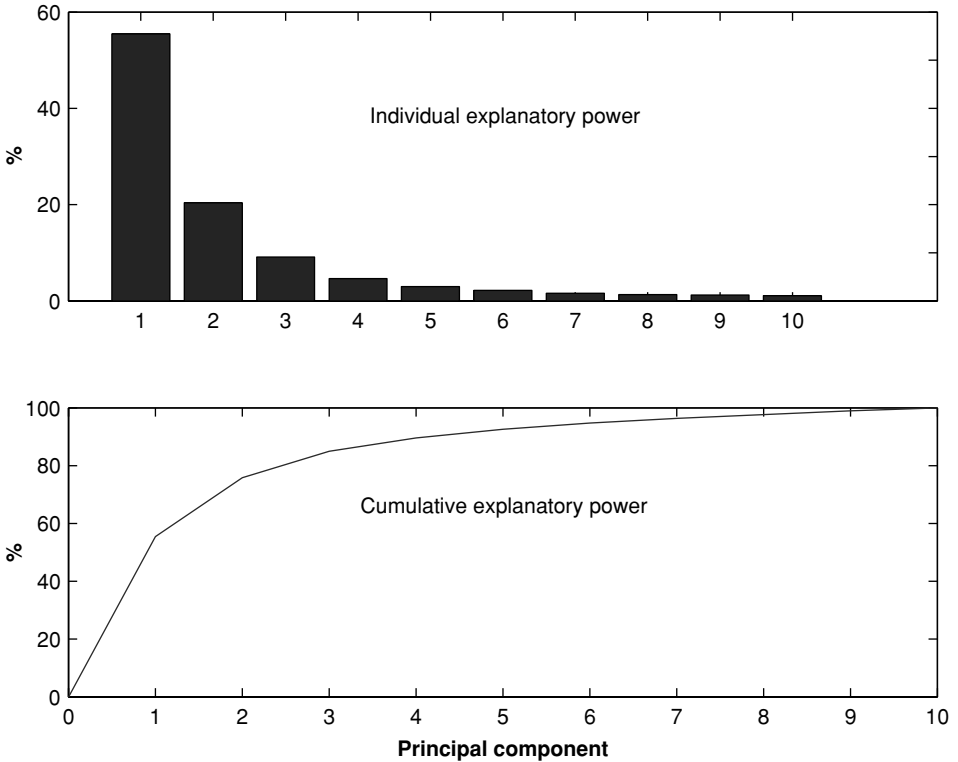 60
40
20
0
%
Individual explanatory power
1 2 3 4 5 6 7 8 9 10
100
80
60
40
20
0
%
Cumulative explanatory power
0 1 2 3 4 5 6 7 8 9 10
Principal component